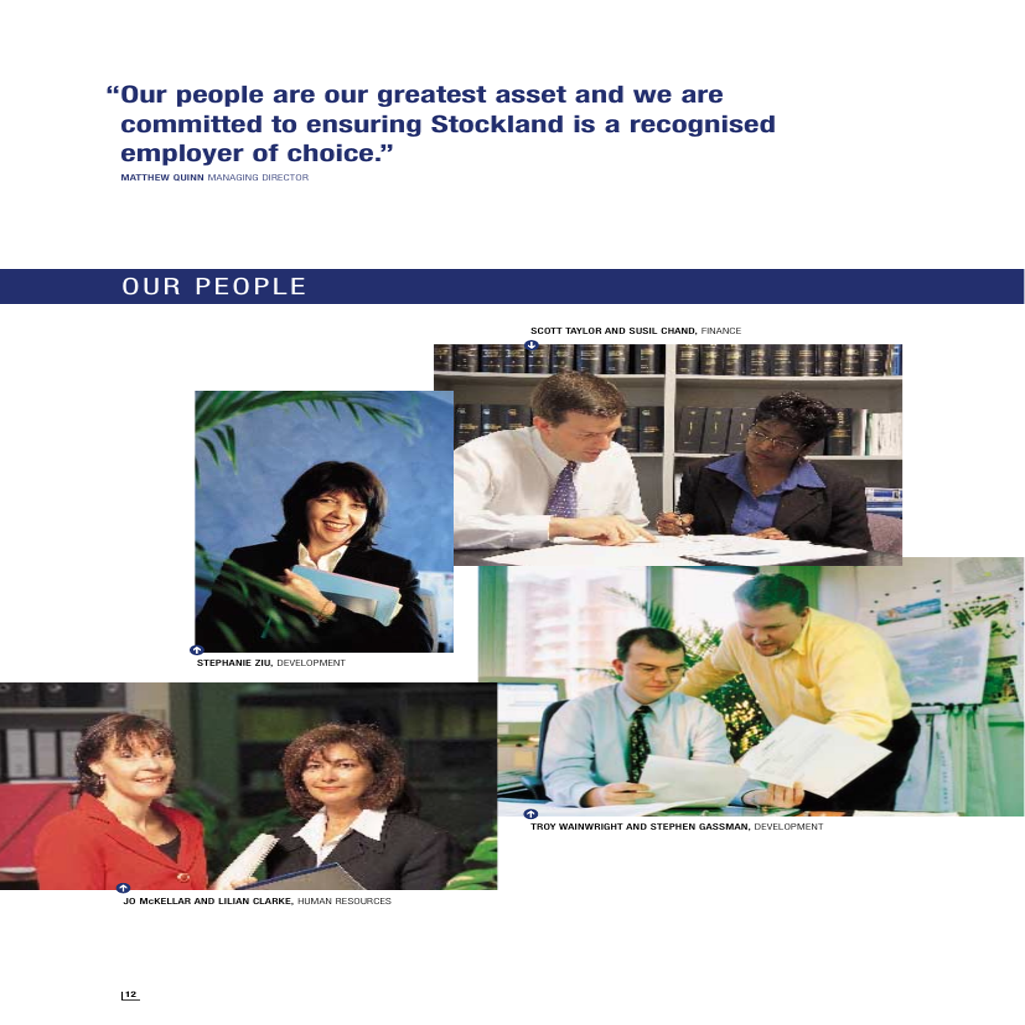 “Our people are our greatest asset and we are
committed to ensuring Stockland is a recognised
employer of choice.”
MATTHEW QUINN MANAGING DIRECTOR
OUR PEOPLE
SCOTT TAYLOR AND SUSIL CHAND, FINANCE
STEPHANIE ZIU, DEVELOPMENT
TROY WAINWRIGHT AND STEPHEN GASSMAN, DEVELOPMENT
JO McKELLAR AND LILIAN CLARKE, HUMAN RESOURCES
12